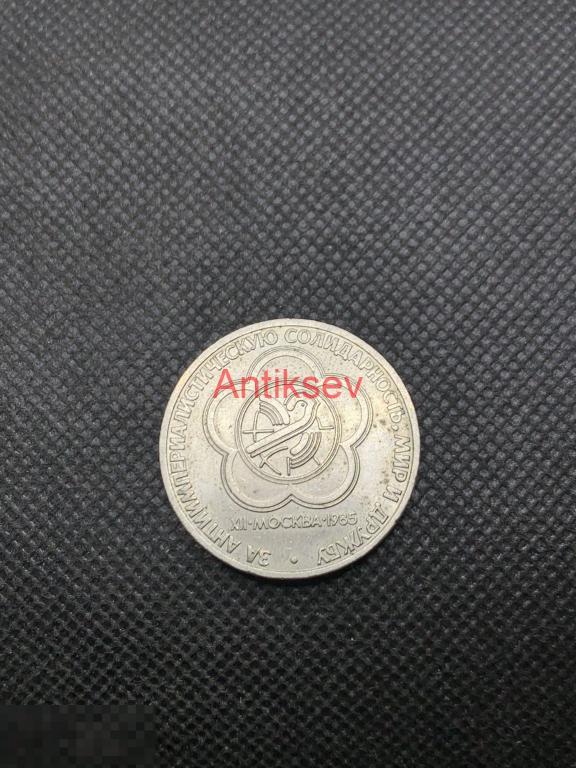 ЗА АНТИИМПЕРИАЛИСТИЧЕСКУЮ СОЛИДАРНОСТЬ, МИР И ДРУЖБУ
Antiksev
XII•МОСКВА•1985